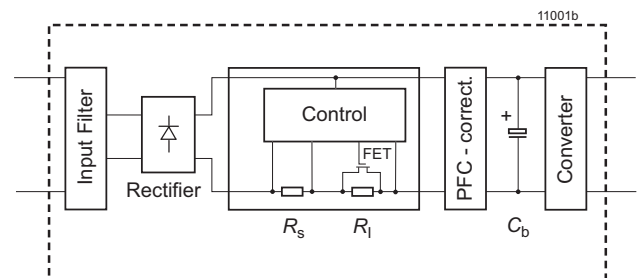 11001b
Input Filter
Rectifier
Control
FET
Rs
Rl
PFC - correct.
+
Cb
Converter